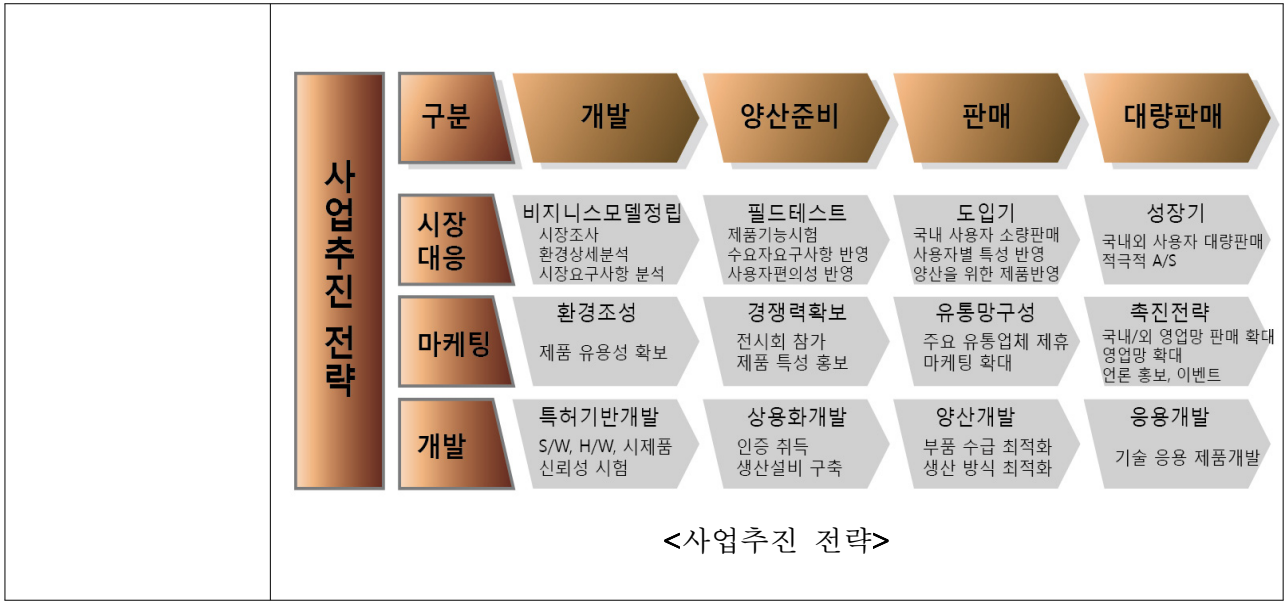 사업추진 전략
구분
개발
양산준비
판매
대량판매
시장
대응
비지니스모델정립
시장조사
환경상세분석
시장요구사항 분석
필드테스트
제품기능시험
수요자요구사항 반영
사용자편의성 반영
도입기
국내 사용자 소량판매
사용자별 특성 반영
양산을 위한 제품반영
성장기
국내외 사용자 대량판매
적극적 A/S
마케팅
환경조성
제품 유용성 확보
경쟁력확보
전시회 참가
제품 특성 홍보
유통망구성
주요 유통업체 제휴
마케팅 확대
촉진전략
국내/외 영업망 판매 확대
영업망 확대
언론 홍보, 이벤트
개발
특허기반개발
S/W, H/W, 시제품
신뢰성 시험
상용화개발
인증 취득
생산설비 구축
양산개발
부품 수급 최적화
생산 방식 최적화
응용개발
기술 응용 제품개발
<사업추진 전략>